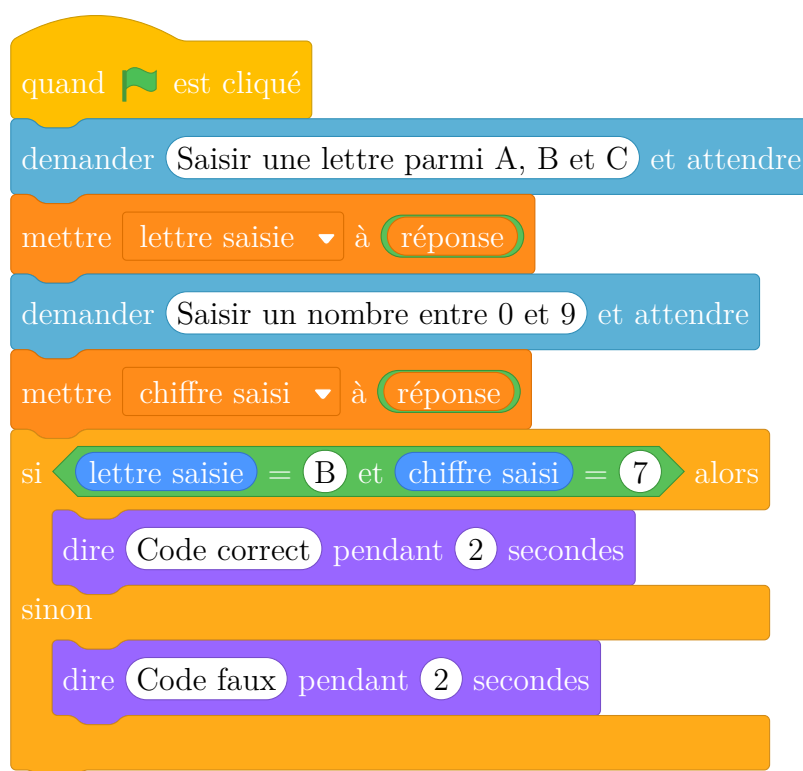 quand est cliqué
demander Saisir une lettre parmi A, B et C et attendre
mettre lettre saisie à réponse
demander Saisir un nombre entre 0 et 9 et attendre
mettre chiffre saisi à réponse
si lettre saisie = B et chiffre saisi = 7 alors
dire Code correct pendant 2 secondes
sinon
dire Code faux pendant 2 secondes